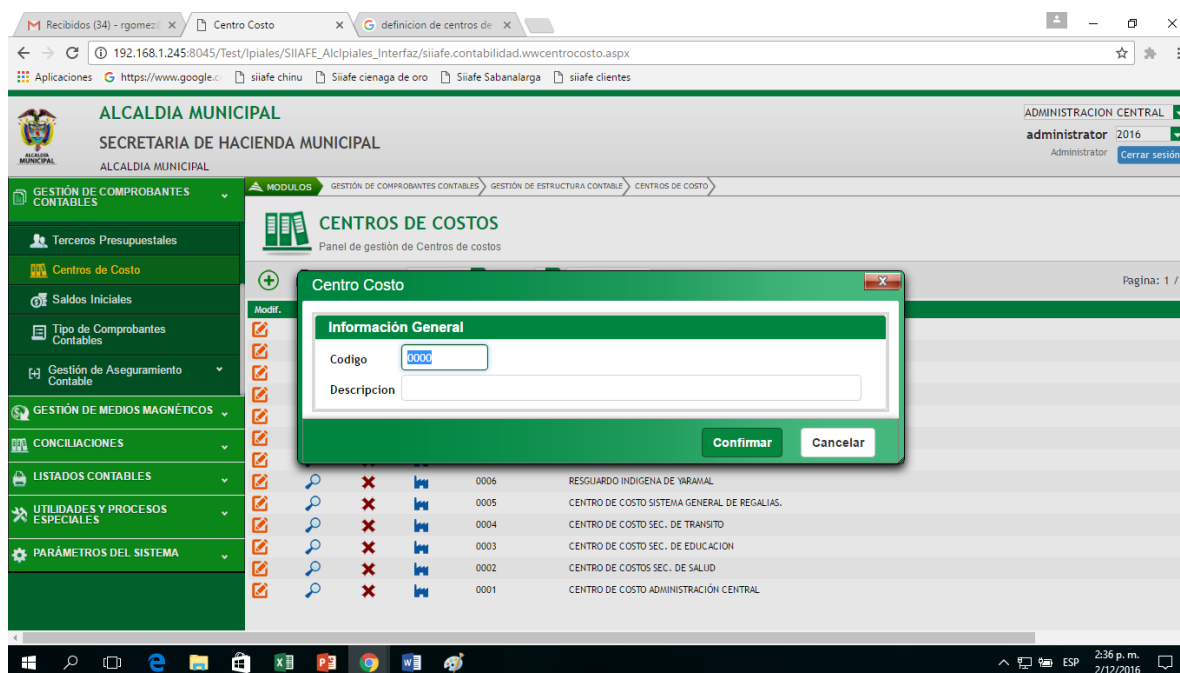 Recibidos (34) - rgomez
Centro Costo
definicion de centros de
192.168.1.245:8045/Test/Ipiales/SIIAFE_AlcIpiales_Interfaz/siiafe.contabilidad.wwcentrocosto.aspx
Aplicaciones
https://www.google.c
siiafe chinu
Siiafe cienaga de oro
Siiafe Sabanalarga
siiafe clientes
ALCALDIA MUNICIPAL
SECRETARIA DE HACIENDA MUNICIPAL
ALCALDIA MUNICIPAL
ALCALDÍA
MUNICIPAL
ADMINISTRACION CENTRAL
administrator 2016
Administrator
Cerrar sesión
GESTIÓN DE COMPROBANTES CONTABLES
Terceros Presupuestales
Centros de Costo
Saldos Iniciales
Tipo de Comprobantes Contables
Gestión de Aseguramiento Contable
GESTIÓN DE MEDIOS MAGNÉTICOS
CONCILIACIONES
LISTADOS CONTABLES
UTILIDADES Y PROCESOS ESPECIALES
PARÁMETROS DEL SISTEMA
MODULOS
GESTIÓN DE COMPROBANTES CONTABLES
GESTIÓN DE ESTRUCTURA CONTABLE
CENTROS DE COSTO
CENTROS DE COSTOS
Panel de gestión de Centros de costos
Pagina: 1 /
Modif.
Centro Costo
X
Información General
Codigo 0000
Descripcion
Confirmar
Cancelar
0006 RESGUARDO INDIGENA DE YARAMAL
0005 CENTRO DE COSTO SISTEMA GENERAL DE REGALIAS.
0004 CENTRO DE COSTO SEC. DE TRANSITO
0003 CENTRO DE COSTO SEC. DE EDUCACION
0002 CENTRO DE COSTOS SEC. DE SALUD
0001 CENTRO DE COSTO ADMINISTRACIÓN CENTRAL
ESP
2:36 p. m.
2/12/2016